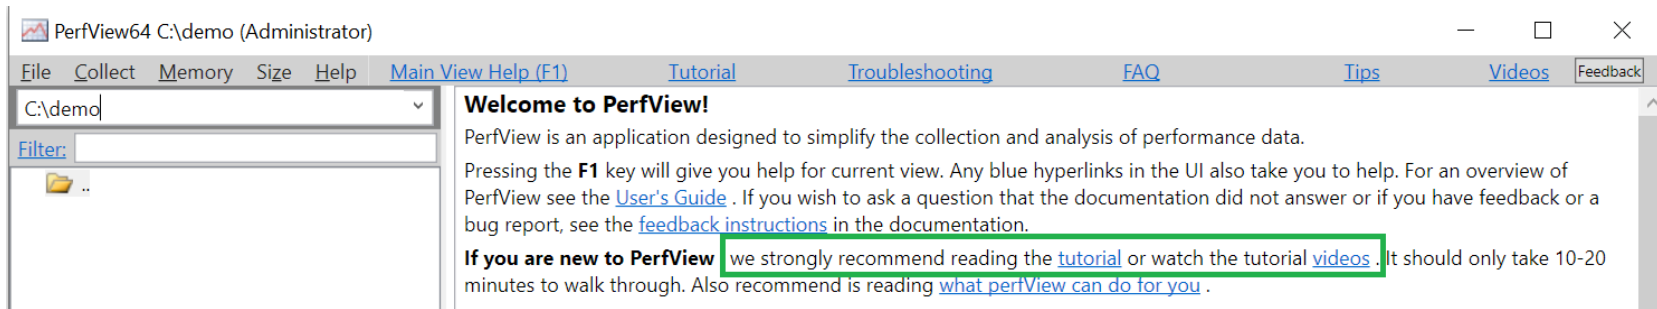 PerfView64 C:\demo (Administrator)
File Collect Memory Size Help Main View Help (F1) Tutorial Troubleshooting FAQ Tips Videos Feedback
C:\demo
Filter:
..
Welcome to PerfView!
PerfView is an application designed to simplify the collection and analysis of performance data.
Pressing the F1 key will give you help for current view. Any blue hyperlinks in the UI also take you to help. For an overview of
PerfView see the User's Guide . If you wish to ask a question that the documentation did not answer or if you have feedback or a
bug report, see the feedback instructions in the documentation.
If you are new to PerfView we strongly recommend reading the tutorial or watch the tutorial videos . It should only take 10-20
minutes to walk through. Also recommend is reading what perfView can do for you .